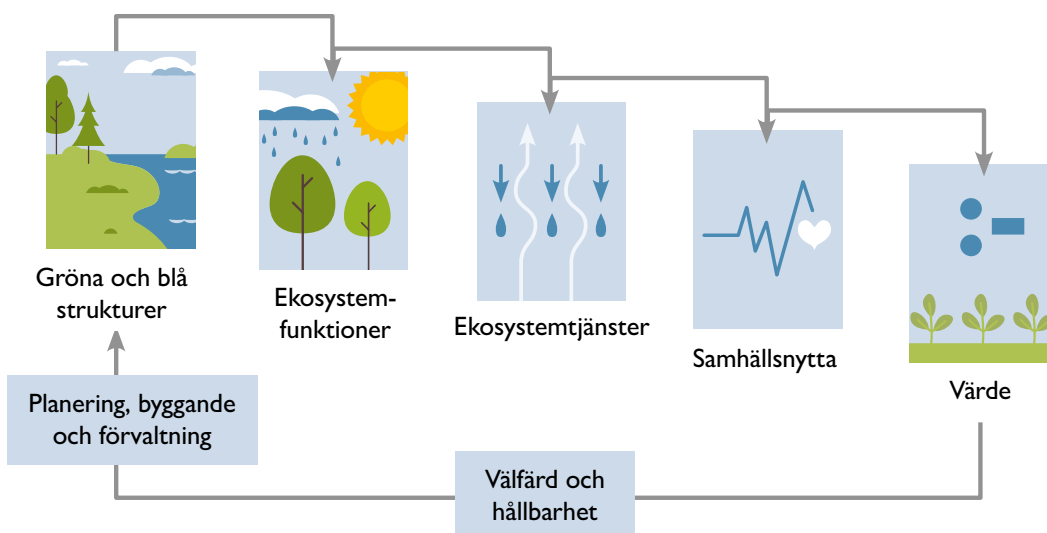 Gröna och blå
strukturer
Ekosystem-
funktioner
Ekosystemtjänster
Samhällsnytta
Värde
Planering, byggande
och förvaltning
Välfärd och
hållbarhet